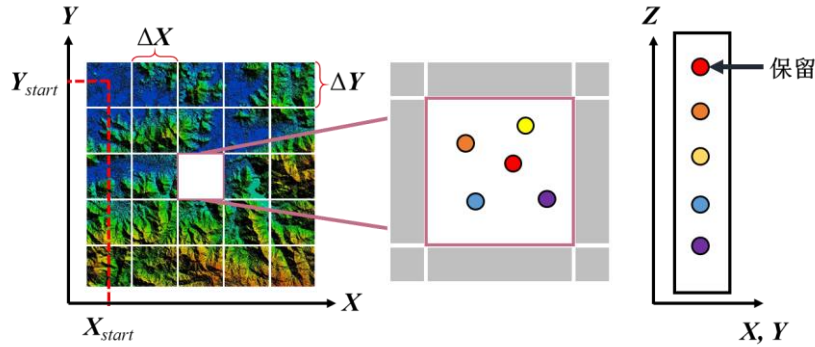 Y
ΔX
Y_start
ΔY
X
X_start
Z
保留
X, Y